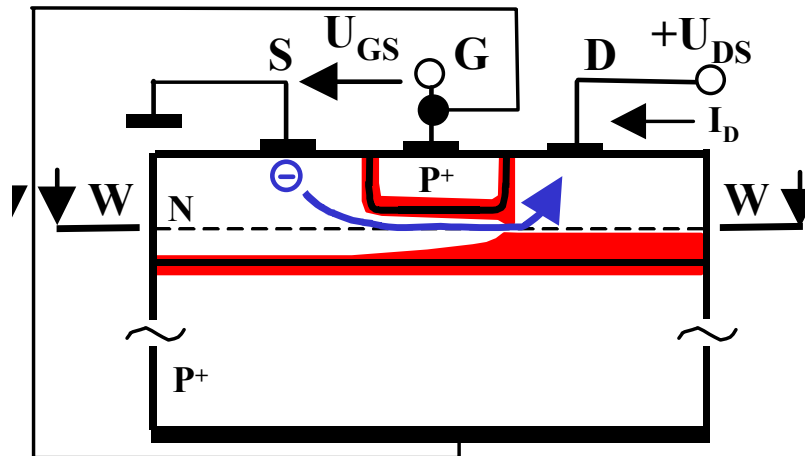 S U_GS G D +U_DS
I_D
P⁺
W N W
P⁺